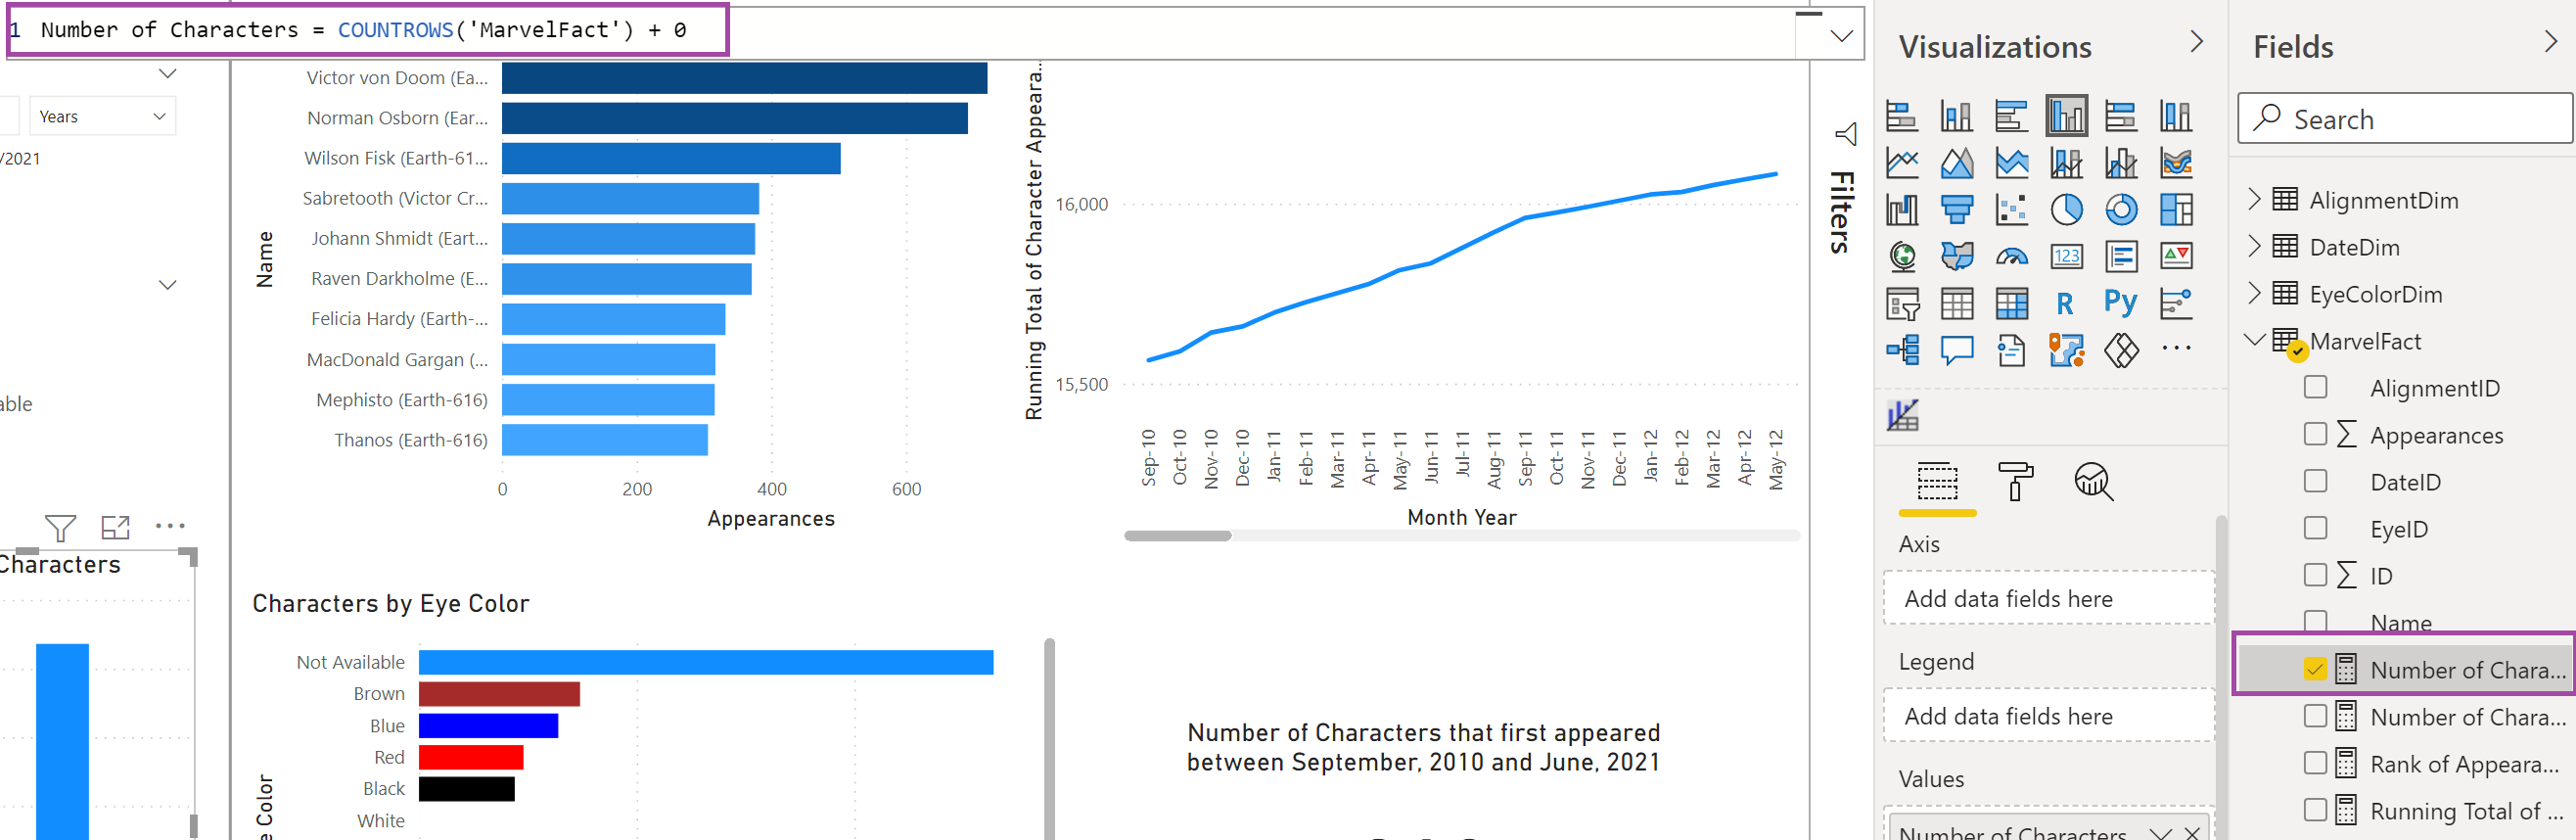 1 Number of Characters = COUNTROWS('MarvelFact') + 0
Years
/2021
able
Characters
Name
Victor von Doom (Ea...
Norman Osborn (Ear...
Wilson Fisk (Earth-61...
Sabretooth (Victor Cr...
Johann Shmidt (Eart...
Raven Darkholme (E...
Felicia Hardy (Earth-...
MacDonald Gargan (...
Mephisto (Earth-616)
Thanos (Earth-616)
0 200 400 600
Appearances
Running Total of Character Appeara...
16,000
15,500
Sep-10 Oct-10 Nov-10 Dec-10 Jan-11 Feb-11 Mar-11 Apr-11 May-11 Jun-11 Jul-11 Aug-11 Sep-11 Oct-11 Nov-11 Dec-11 Jan-12 Feb-12 Mar-12 Apr-12 May-12
Month Year
Characters by Eye Color
e Color
Not Available
Brown
Blue
Red
Black
White
Number of Characters that first appeared
between September, 2010 and June, 2021
Filters
Visualizations
123
R Py
...
Axis
Add data fields here
Legend
Add data fields here
Values
Number of Characters
Fields
Search
AlignmentDim
DateDim
EyeColorDim
MarvelFact
AlignmentID
Appearances
DateID
EyeID
ID
Name
Number of Chara...
Number of Chara...
Rank of Appeara...
Running Total of ...